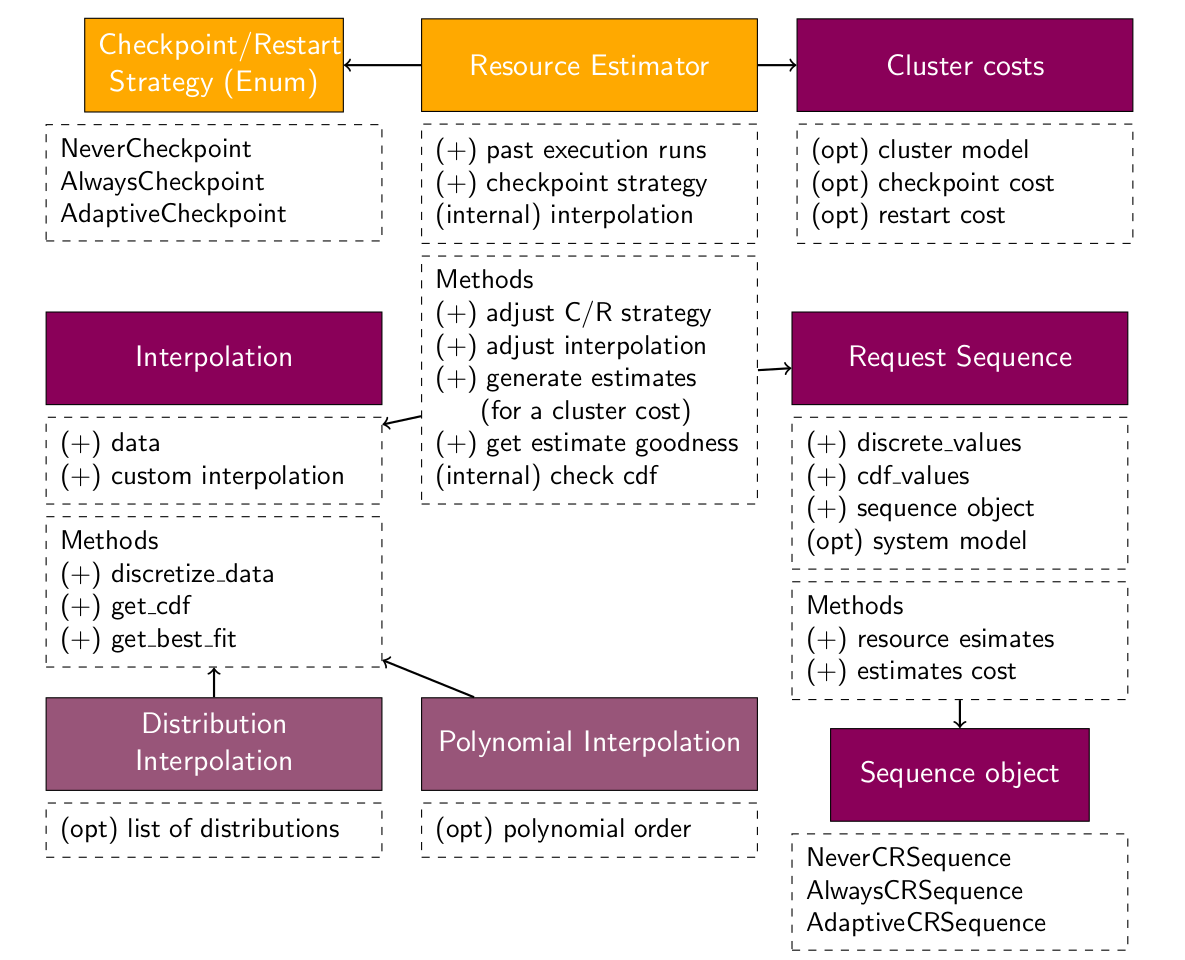 Checkpoint/Restart
Strategy (Enum)
NeverCheckpoint
AlwaysCheckpoint
AdaptiveCheckpoint
Resource Estimator
(+) past execution runs
(+) checkpoint strategy
(internal) interpolation
Methods
(+) adjust C/R strategy
(+) adjust interpolation
(+) generate estimates
(for a cluster cost)
(+) get estimate goodness
(internal) check cdf
Cluster costs
(opt) cluster model
(opt) checkpoint cost
(opt) restart cost
Interpolation
(+) data
(+) custom interpolation
Methods
(+) discretize_data
(+) get_cdf
(+) get_best_fit
Request Sequence
(+) discrete_values
(+) cdf_values
(+) sequence object
(opt) system model
Methods
(+) resource esimates
(+) estimates cost
Distribution
Interpolation
(opt) list of distributions
Polynomial Interpolation
(opt) polynomial order
Sequence object
NeverCRSequence
AlwaysCRSequence
AdaptiveCRSequence